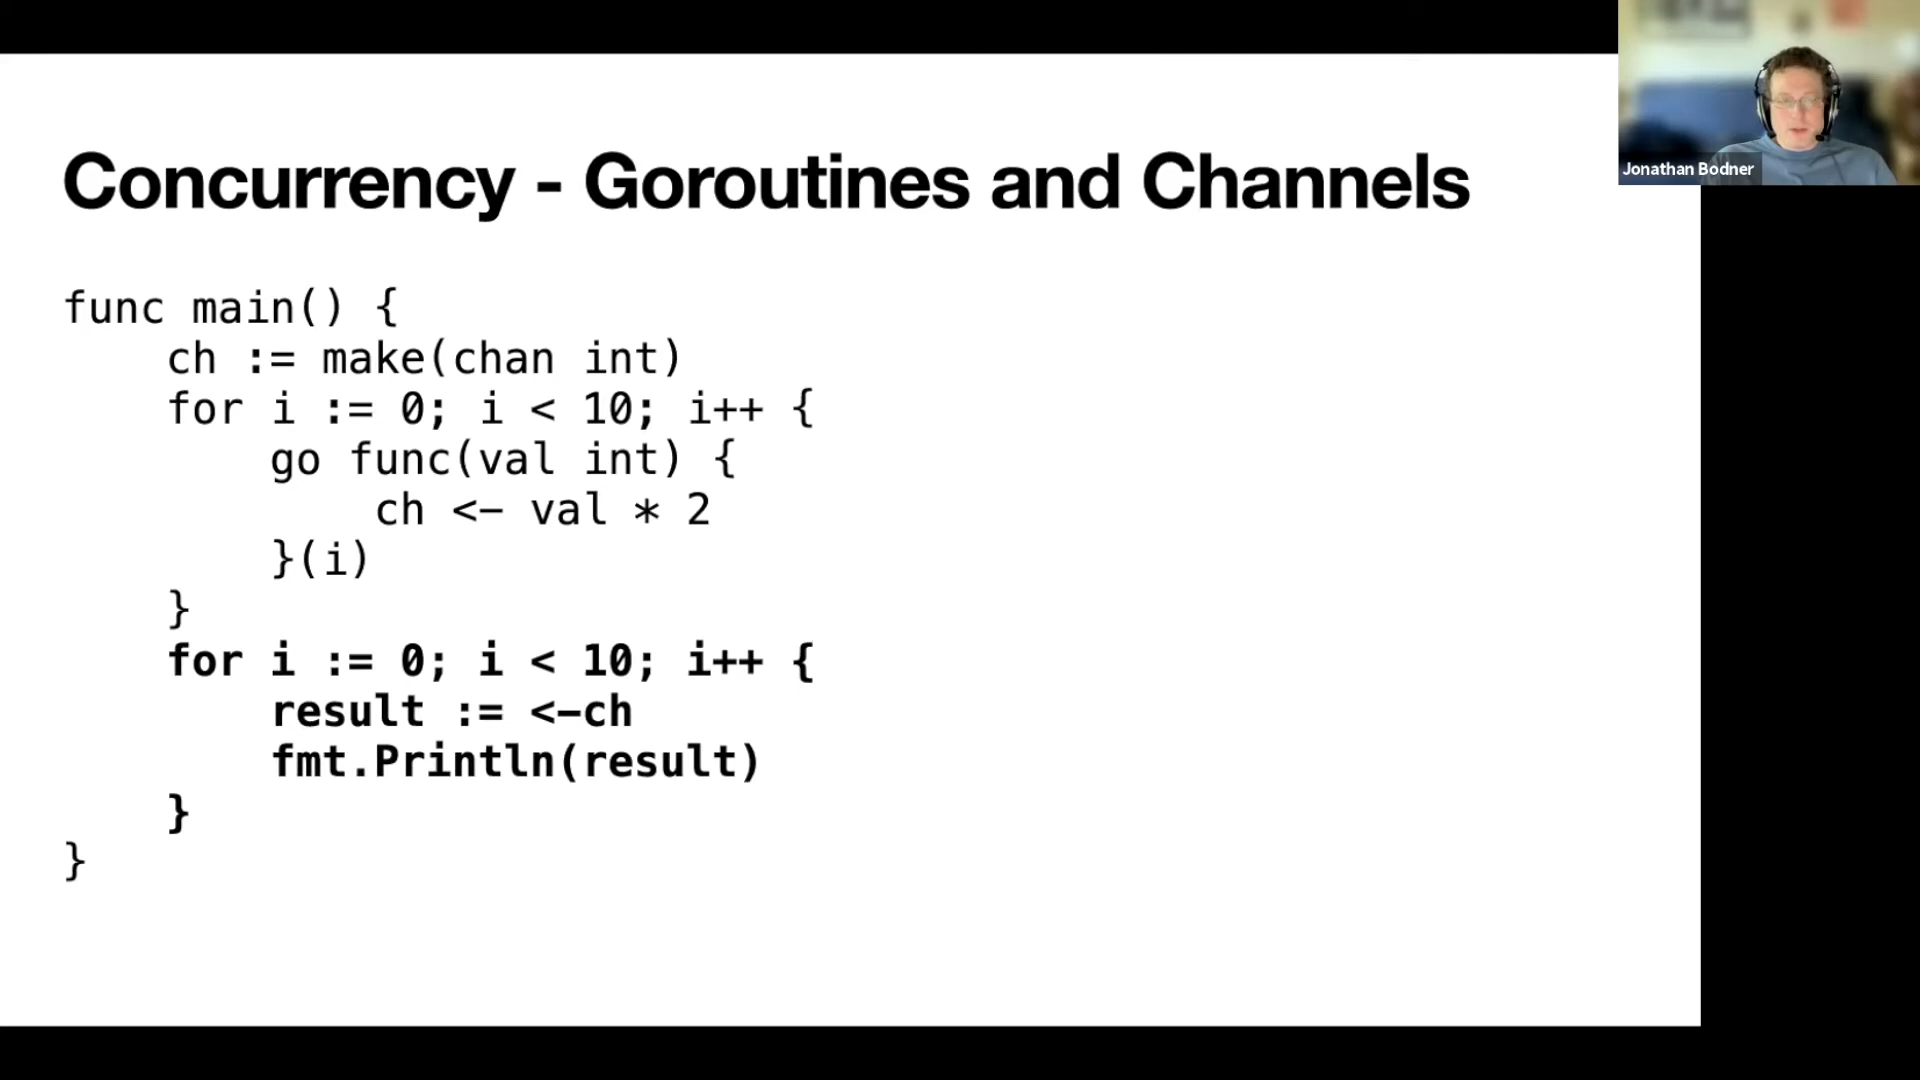 Concurrency - Goroutines and Channels
func main() {
    ch := make(chan int)
    for i := 0; i < 10; i++ {
        go func(val int) {
            ch <- val * 2
        }(i)
    }
    for i := 0; i < 10; i++ {
        result := <-ch
        fmt.Println(result)
    }
}
Jonathan Bodner